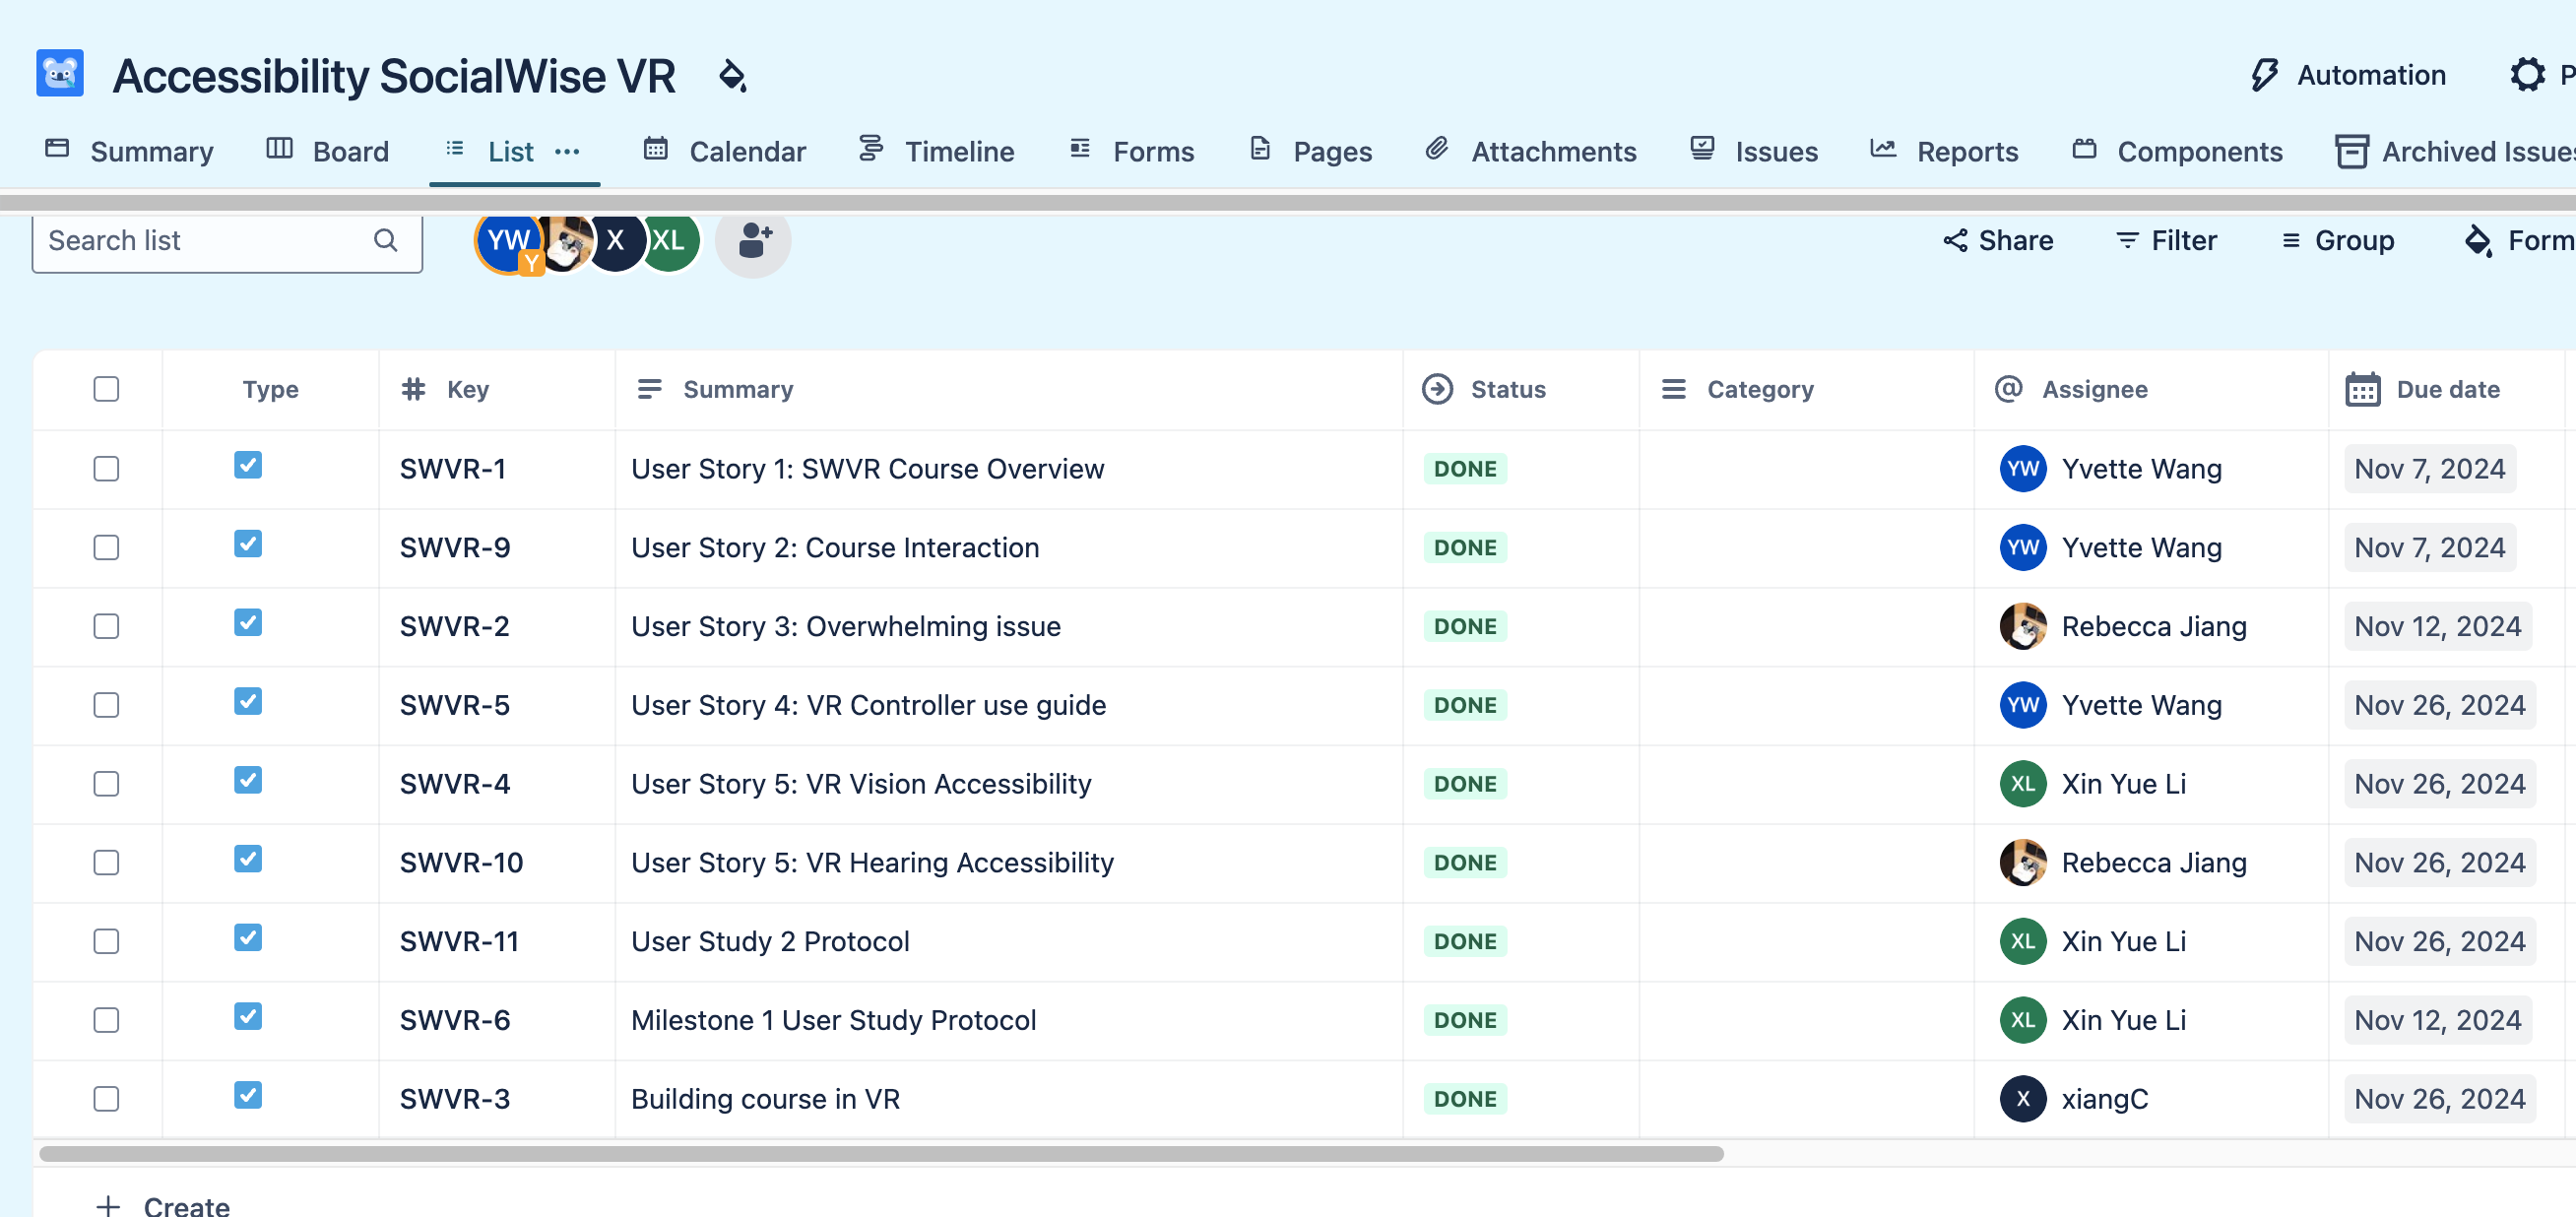 Accessibility SocialWise VR
Automation
P
Summary Board List Calendar Timeline Forms Pages Attachments Issues Reports Components Archived Issues
Search list YW Y X XL Share Filter Group Form
Type Key Summary Status Category Assignee Due date
SWVR-1 User Story 1: SWVR Course Overview DONE YW Yvette Wang Nov 7, 2024
SWVR-9 User Story 2: Course Interaction DONE YW Yvette Wang Nov 7, 2024
SWVR-2 User Story 3: Overwhelming issue DONE Rebecca Jiang Nov 12, 2024
SWVR-5 User Story 4: VR Controller use guide DONE YW Yvette Wang Nov 26, 2024
SWVR-4 User Story 5: VR Vision Accessibility DONE XL Xin Yue Li Nov 26, 2024
SWVR-10 User Story 5: VR Hearing Accessibility DONE Rebecca Jiang Nov 26, 2024
SWVR-11 User Study 2 Protocol DONE XL Xin Yue Li Nov 26, 2024
SWVR-6 Milestone 1 User Study Protocol DONE XL Xin Yue Li Nov 12, 2024
SWVR-3 Building course in VR DONE X xiangC Nov 26, 2024
Create